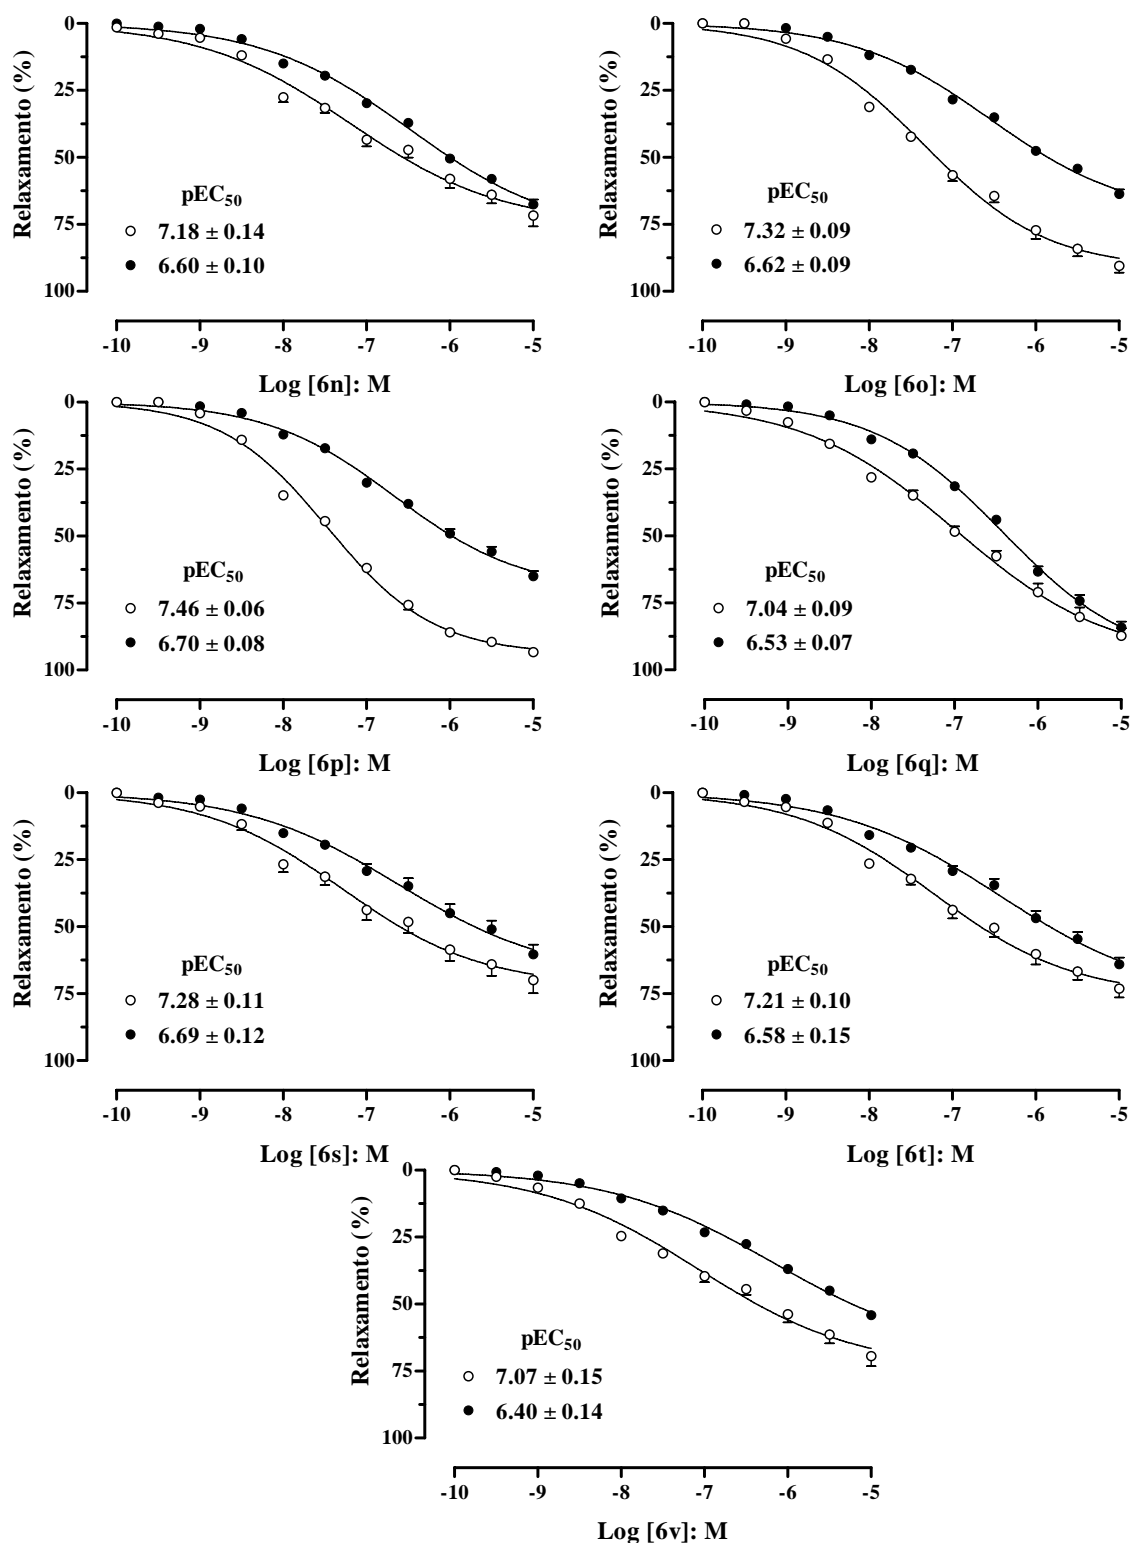 0
25
50
75
100
Relaxamento (%)
pEC50
7.18 ± 0.14
6.60 ± 0.10
-10 -9 -8 -7 -6 -5
Log [6n]: M
0
25
50
75
100
Relaxamento (%)
pEC50
7.32 ± 0.09
6.62 ± 0.09
-10 -9 -8 -7 -6 -5
Log [6o]: M
0
25
50
75
100
Relaxamento (%)
pEC50
7.46 ± 0.06
6.70 ± 0.08
-10 -9 -8 -7 -6 -5
Log [6p]: M
0
25
50
75
100
Relaxamento (%)
pEC50
7.04 ± 0.09
6.53 ± 0.07
-10 -9 -8 -7 -6 -5
Log [6q]: M
0
25
50
75
100
Relaxamento (%)
pEC50
7.28 ± 0.11
6.69 ± 0.12
-10 -9 -8 -7 -6 -5
Log [6s]: M
0
25
50
75
100
Relaxamento (%)
pEC50
7.21 ± 0.10
6.58 ± 0.15
-10 -9 -8 -7 -6 -5
Log [6t]: M
0
25
50
75
100
Relaxamento (%)
pEC50
7.07 ± 0.15
6.40 ± 0.14
-10 -9 -8 -7 -6 -5
Log [6v]: M